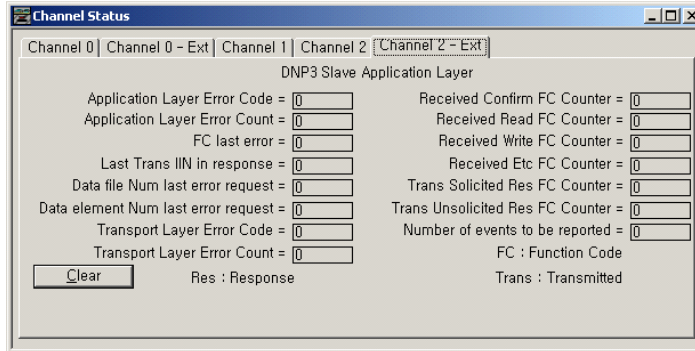 Channel Status
Channel 0 Channel 0 - Ext Channel 1 Channel 2 Channel 2 - Ext
DNP3 Slave Application Layer
Application Layer Error Code = 0 Received Confirm FC Counter = 0
Application Layer Error Count = 0 Received Read FC Counter = 0
FC last error = 0 Received Write FC Counter = 0
Last Trans IIN in response = 0 Received Etc FC Counter = 0
Data file Num last error request = 0 Trans Solicited Res FC Counter = 0
Data element Num last error request = 0 Trans Unsolicited Res FC Counter = 0
Transport Layer Error Code = 0 Number of events to be reported = 0
Transport Layer Error Count = 0 FC : Function Code
Clear Res : Response Trans : Transmitted